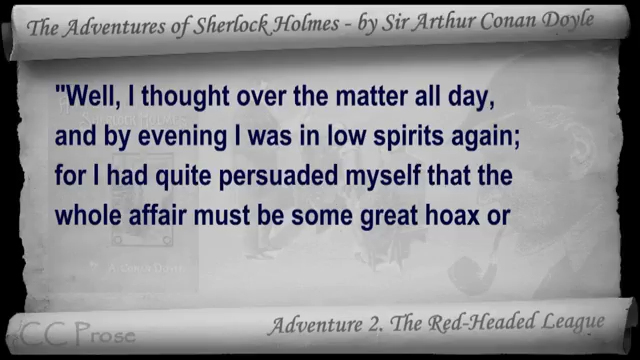 The Adventures of Sherlock Holmes - by Sir Arthur Conan Doyle
"Well, I thought over the matter all day,
and by evening I was in low spirits again;
for I had quite persuaded myself that the
whole affair must be some great hoax or
CC Prose
Adventure 2. The Red-Headed League